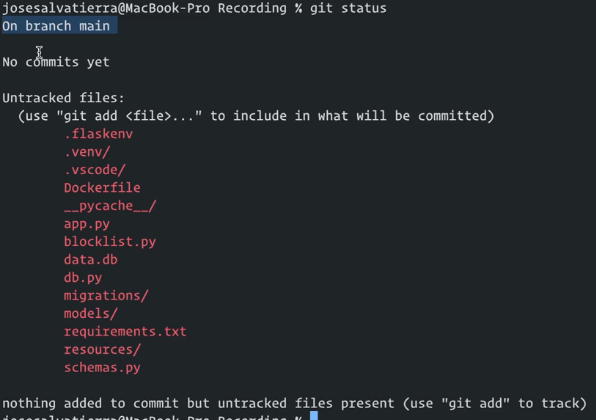 josesalvatierra@MacBook-Pro Recording % git status
On branch main
No commits yet
Untracked files:
(use "git add <file>..." to include in what will be committed)
.flaskenv
.venv/
.vscode/
Dockerfile
__pycache__/
app.py
blocklist.py
data.db
db.py
migrations/
models/
requirements.txt
resources/
schemas.py
nothing added to commit but untracked files present (use "git add" to track)
josesalvatierra@MacBook-Pro Recording %